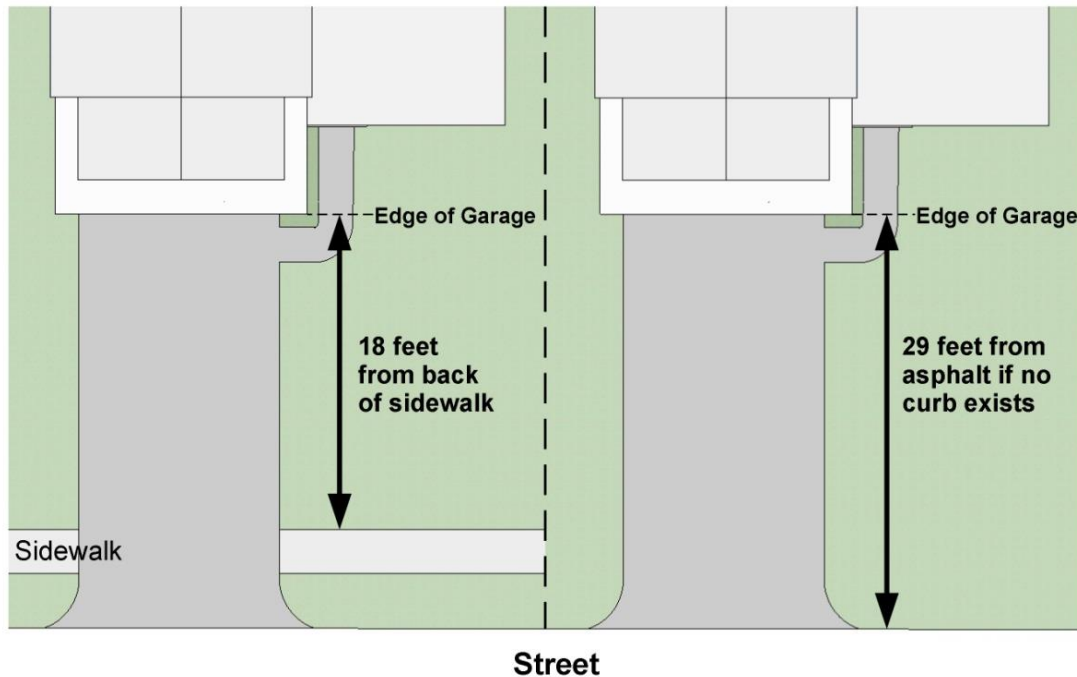 Edge of Garage
Edge of Garage
18 feet
from back
of sidewalk
29 feet from
asphalt if no
curb exists
Sidewalk
Street